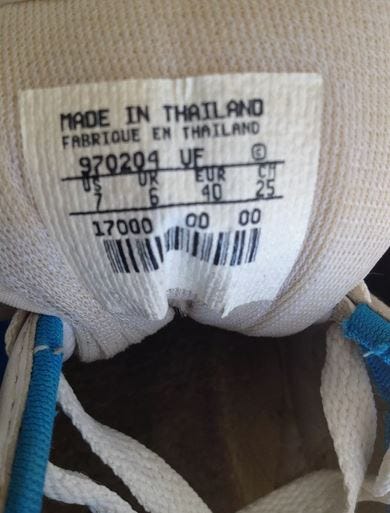 MADE IN THAILAND
FABRIQUE EN THAILAND
970204 VF Ⓢ
US UK EUR CM
7 6 40 25
17000 00 00